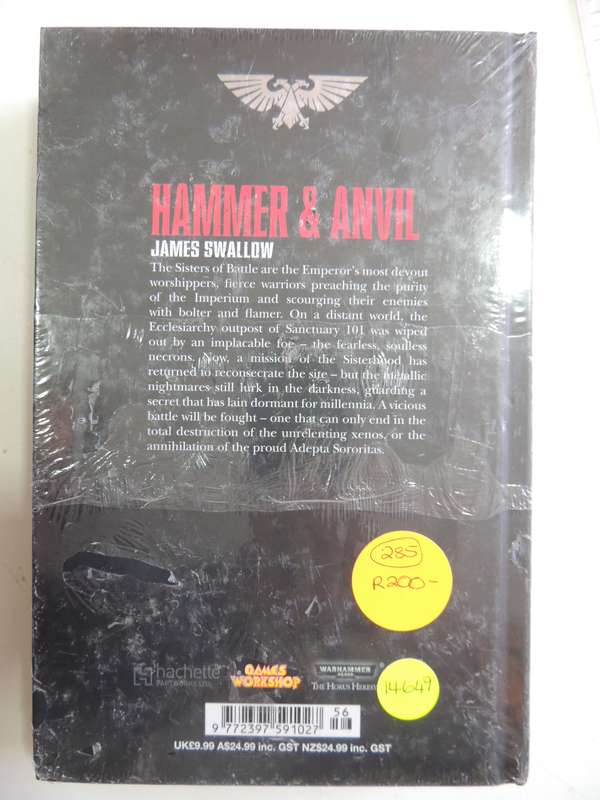 HAMMER & ANVIL
JAMES SWALLOW
The Sisters of Battle are the Emperor's most devout
worshippers, fierce warriors preaching the purity
of the Imperium and scourging their enemies
with bolter and flamer. On a distant world, the
Ecclesiarchy outpost of Sanctuary 101 was wiped
out by an implacable foe – the fearless, soulless
necrons. Now, a mission of the Sisterhood has
returned to reconsecrate the site – but the metallic
nightmares still lurk in the darkness, guarding a
secret that has lain dormant for millennia. A vicious
battle will be fought – one that can only end in the
total destruction of the unrelenting xenos, or the
annihilation of the proud Adepta Sororitas.
285
R200-
hachette
PARTWORKS LTD.
GAMES
WORKSHOP
WARHAMMER
40,000
THE HORUS HERESY
14649
56
9 772397 591027
UK£9.99 A$24.99 inc. GST NZ$24.99 inc. GST